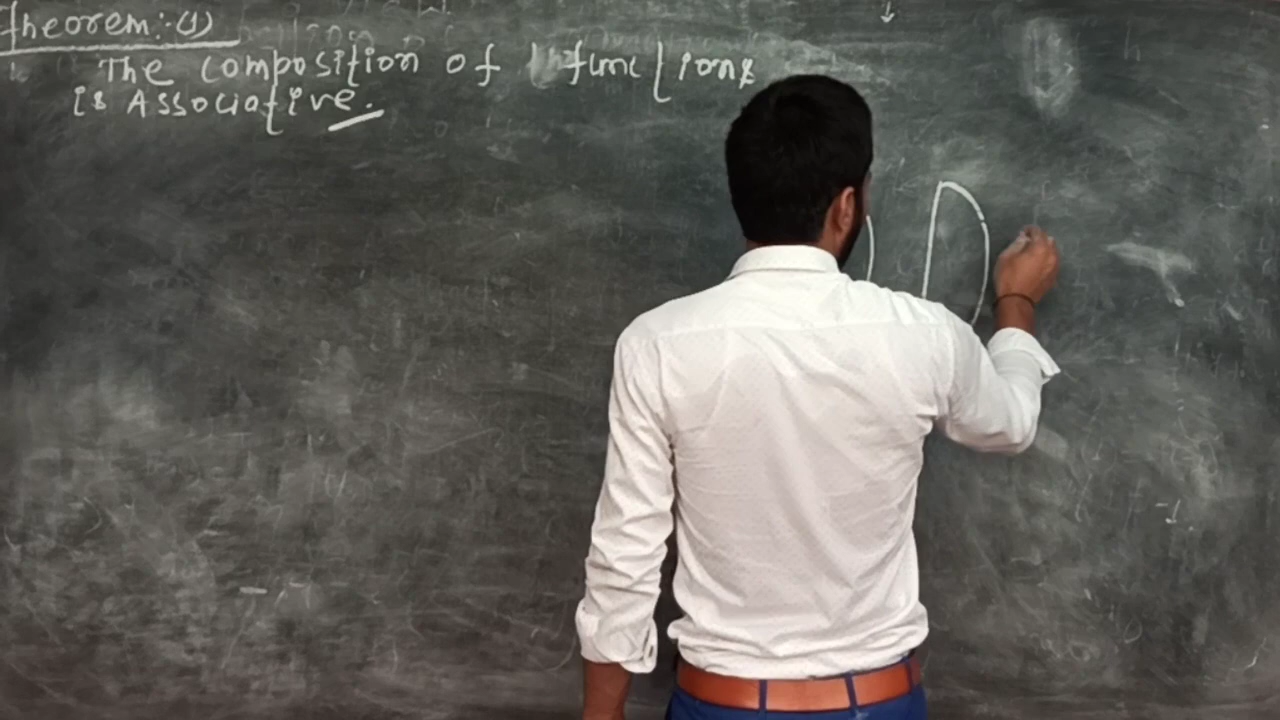 Theorem:-(1)
The composition of functions
is Associative.